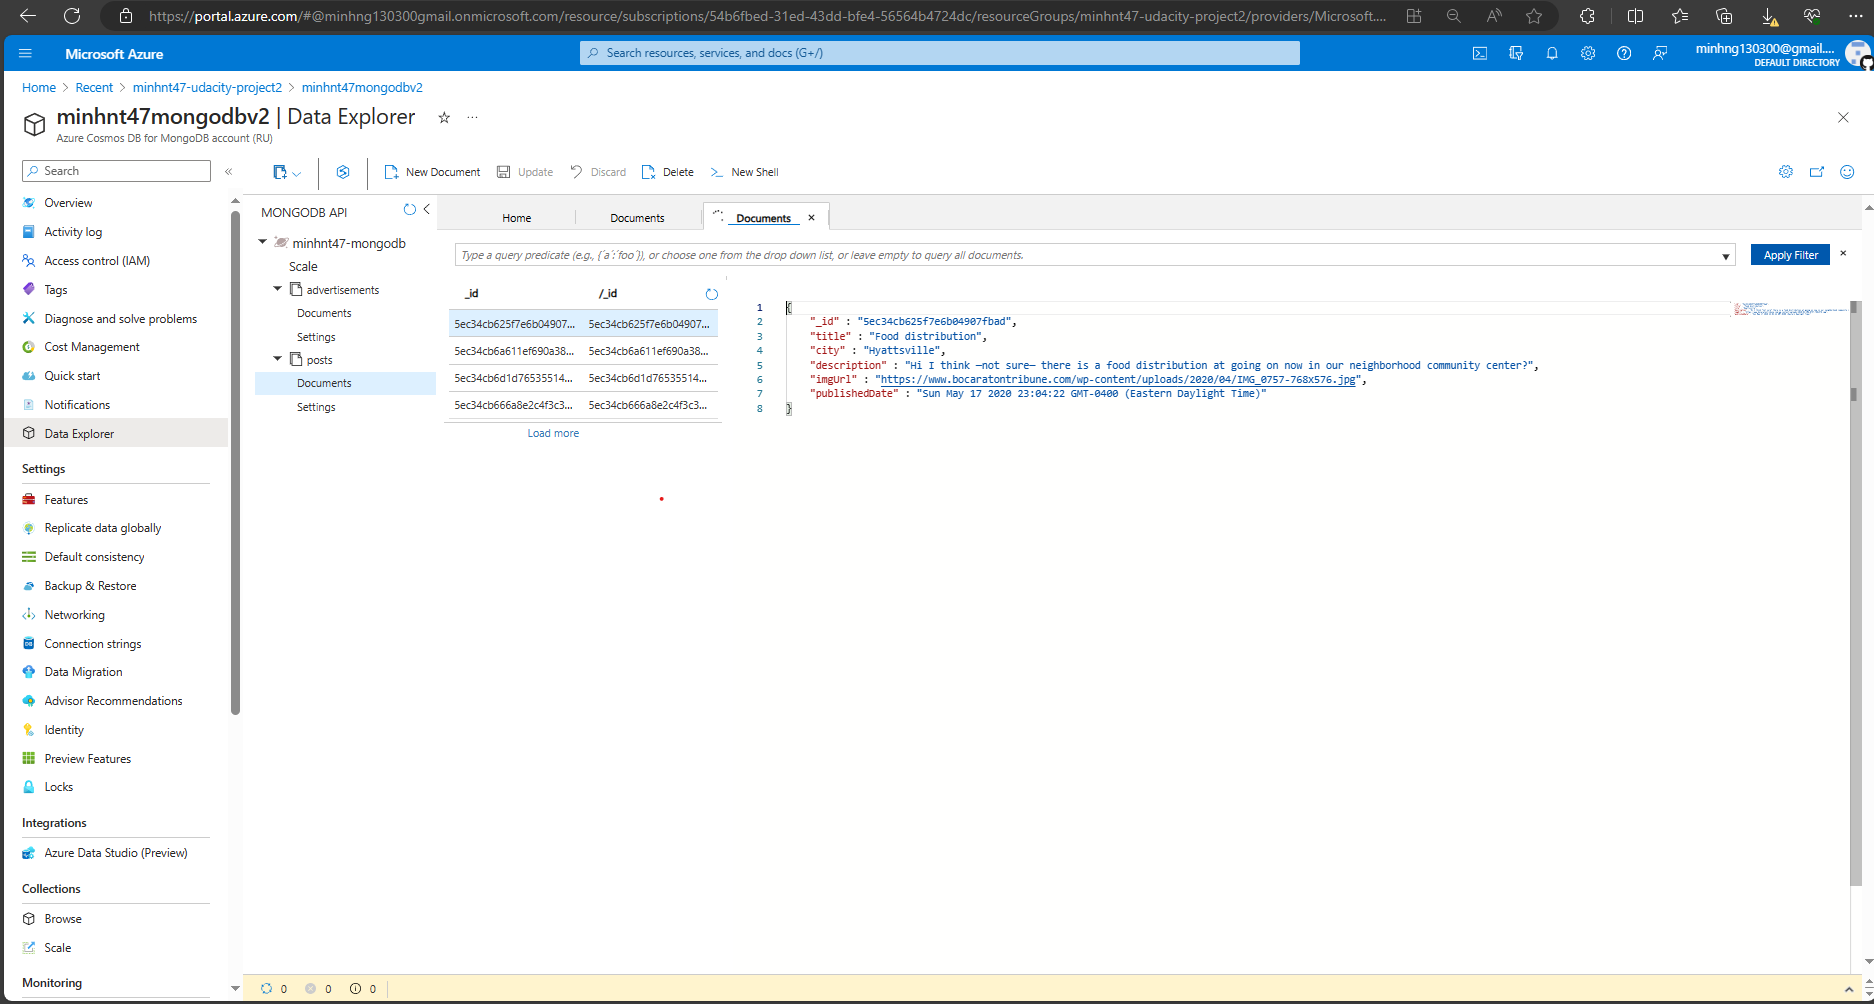 https://portal.azure.com/#@minhng130300gmail.onmicrosoft.com/resource/subscriptions/54b6fbed-31ed-43dd-bfe4-56564b4724dc/resourceGroups/minhnt47-udacity-project2/providers/Microsoft....
Microsoft Azure
Search resources, services, and docs (G+/)
minhng130300@gmail....
DEFAULT DIRECTORY
Home > Recent > minhnt47-udacity-project2 > minhnt47mongodbv2
minhnt47mongodbv2 | Data Explorer
Azure Cosmos DB for MongoDB account (RU)
Search
New Document
Update
Discard
Delete
New Shell
Overview
Activity log
Access control (IAM)
Tags
Diagnose and solve problems
Cost Management
Quick start
Notifications
Data Explorer
Settings
Features
Replicate data globally
Default consistency
Backup & Restore
Networking
Connection strings
Data Migration
Advisor Recommendations
Identity
Preview Features
Locks
Integrations
Azure Data Studio (Preview)
Collections
Browse
Scale
Monitoring
MONGODB API
minhnt47-mongodb
Scale
advertisements
Documents
Settings
posts
Documents
Settings
Home
Documents
Documents
Type a query predicate (e.g., {´a´:´foo´}), or choose one from the drop down list, or leave empty to query all documents.
Apply Filter
_id /_id
5ec34cb625f7e6b04907... 5ec34cb625f7e6b04907...
5ec34cb6a611ef690a38... 5ec34cb6a611ef690a38...
5ec34cb6d1d76535514... 5ec34cb6d1d76535514...
5ec34cb666a8e2c4f3c3... 5ec34cb666a8e2c4f3c3...
Load more
1 {
2 "_id" : "5ec34cb625f7e6b04907fbad",
3 "title" : "Food distribution",
4 "city" : "Hyattsville",
5 "description" : "Hi I think —not sure— there is a food distribution at going on now in our neighborhood community center?",
6 "imgUrl" : "https://www.bocaratontribune.com/wp-content/uploads/2020/04/IMG_0757-768x576.jpg",
7 "publishedDate" : "Sun May 17 2020 23:04:22 GMT-0400 (Eastern Daylight Time)"
8 }
0 0 0